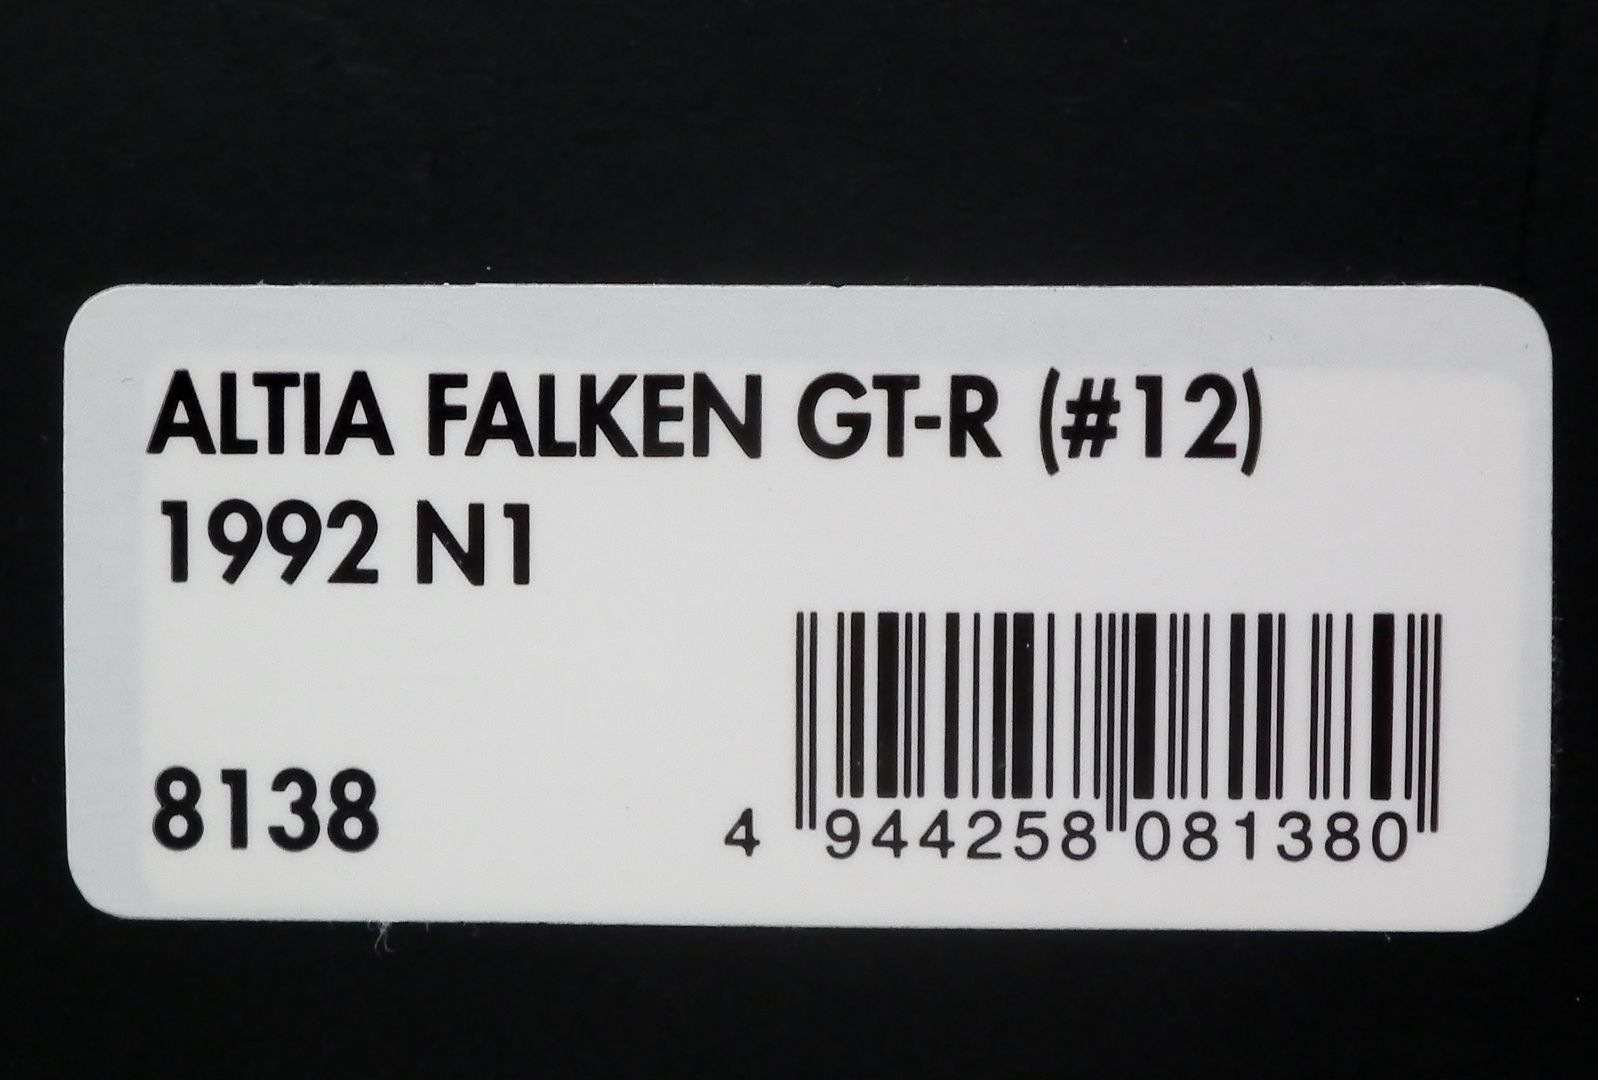 ALTIA FALKEN GT-R (#12)
1992 N1
8138
4 944258 081380